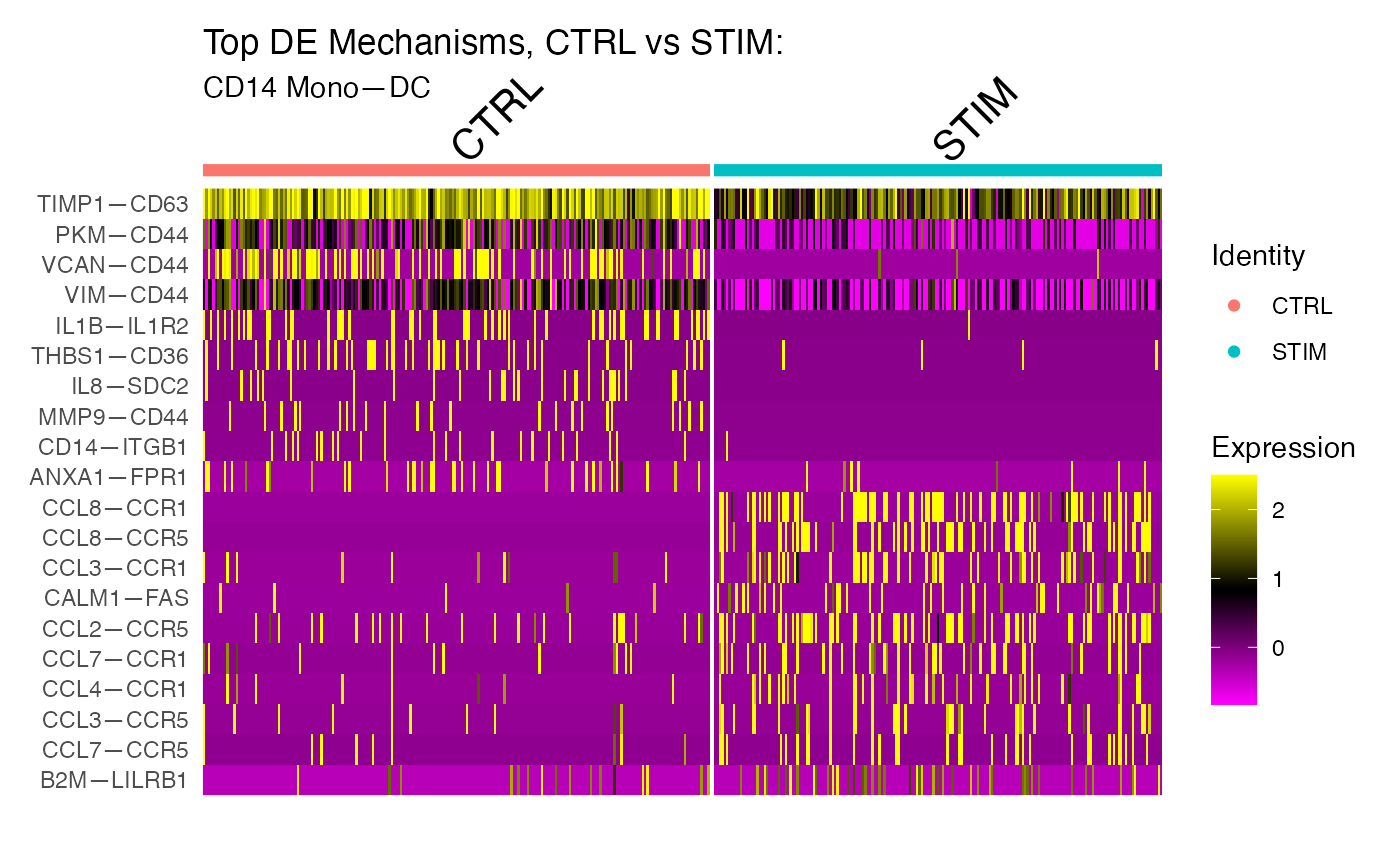 Top DE Mechanisms, CTRL vs STIM:
CD14 Mono—DC
CTRL
STIM
TIMP1—CD63
PKM—CD44
VCAN—CD44
VIM—CD44
IL1B—IL1R2
THBS1—CD36
IL8—SDC2
MMP9—CD44
CD14—ITGB1
ANXA1—FPR1
CCL8—CCR1
CCL8—CCR5
CCL3—CCR1
CALM1—FAS
CCL2—CCR5
CCL7—CCR1
CCL4—CCR1
CCL3—CCR5
CCL7—CCR5
B2M—LILRB1
Identity
CTRL
STIM
Expression
2
1
0